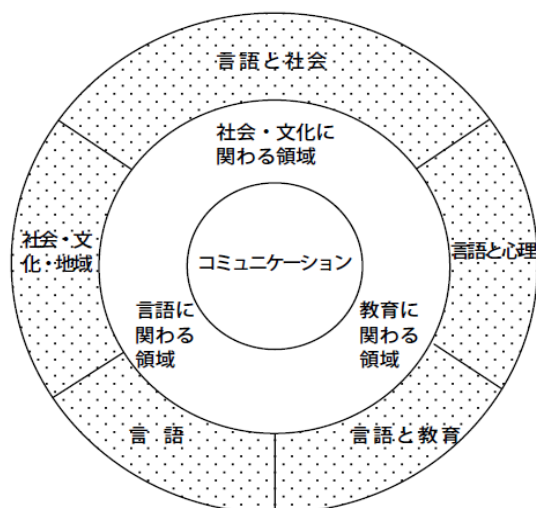 言語と社会
社会・文化に
関わる領域
社会・文
化・地域
コミュニケーション
言語と心理
言語に
関わる
領域
教育に
関わる
領域
言語
言語と教育